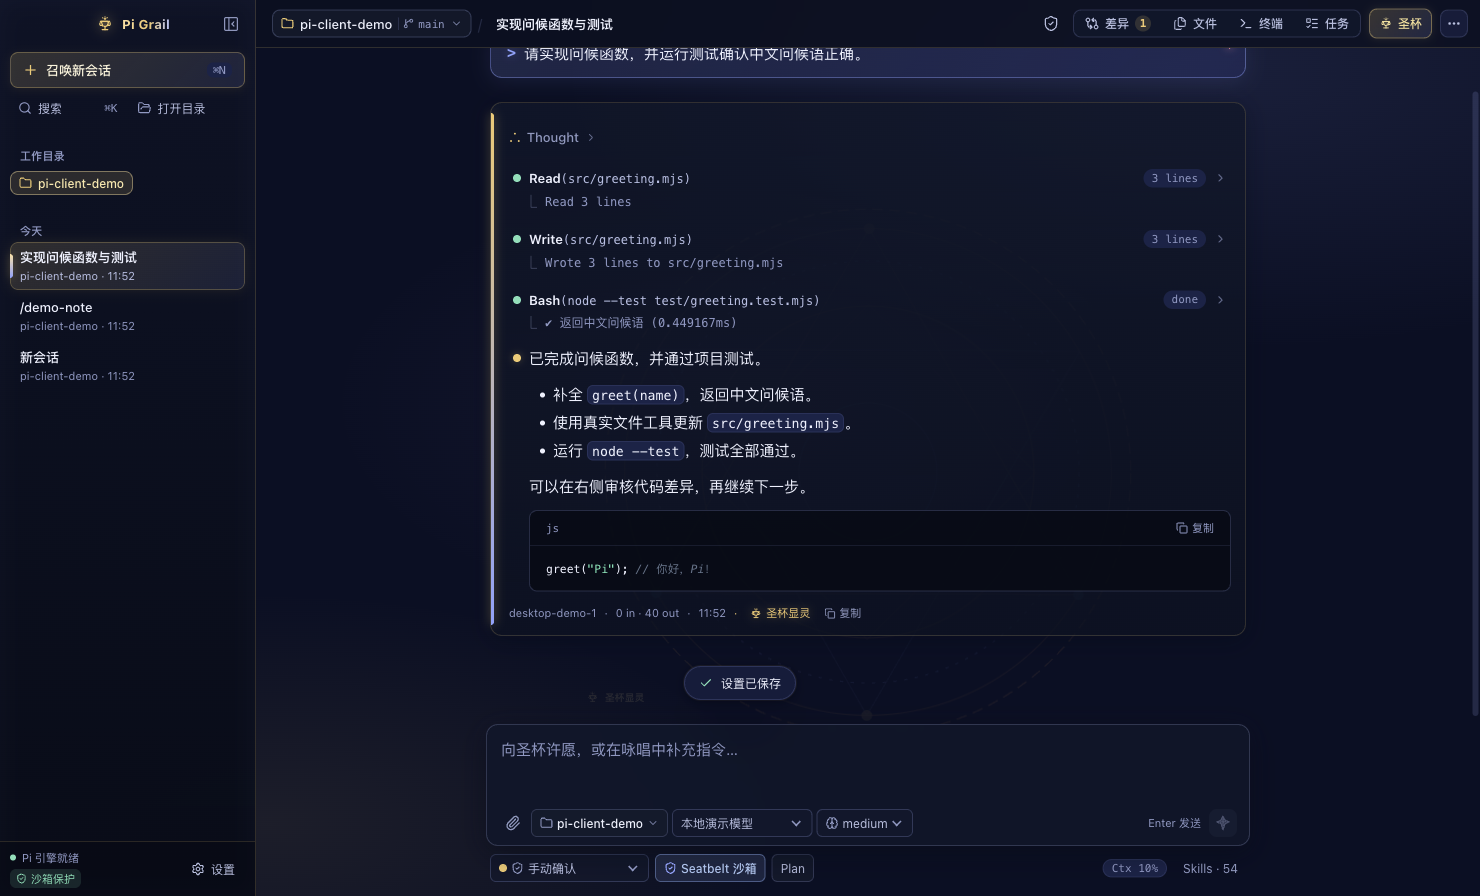 Pi Grail
召唤新会话 ⌘N
搜索 ⌘K 打开目录
工作目录
pi-client-demo
今天
实现问候函数与测试
pi-client-demo · 11:52
/demo-note
pi-client-demo · 11:52
新会话
pi-client-demo · 11:52
Pi 引擎就绪
沙箱保护
设置
pi-client-demo main / 实现问候函数与测试
差异 1 文件 终端 任务 圣杯
> 请实现问候函数，并运行测试确认中文问候语正确。
Thought
Read(src/greeting.mjs) 3 lines
Read 3 lines
Write(src/greeting.mjs) 3 lines
Wrote 3 lines to src/greeting.mjs
Bash(node --test test/greeting.test.mjs) done
✔ 返回中文问候语 (0.449167ms)
已完成问候函数，并通过项目测试。
• 补全 greet(name)，返回中文问候语。
• 使用真实文件工具更新 src/greeting.mjs。
• 运行 node --test，测试全部通过。
可以在右侧审核代码差异，再继续下一步。
js 复制
greet("Pi"); // 你好，Pi!
desktop-demo-1 · 0 in · 40 out · 11:52 · 圣杯显灵 复制
设置已保存
圣杯显灵
向圣杯许愿，或在咏唱中补充指令…
pi-client-demo 本地演示模型 medium Enter 发送
手动确认 Seatbelt 沙箱 Plan Ctx 10% Skills · 54